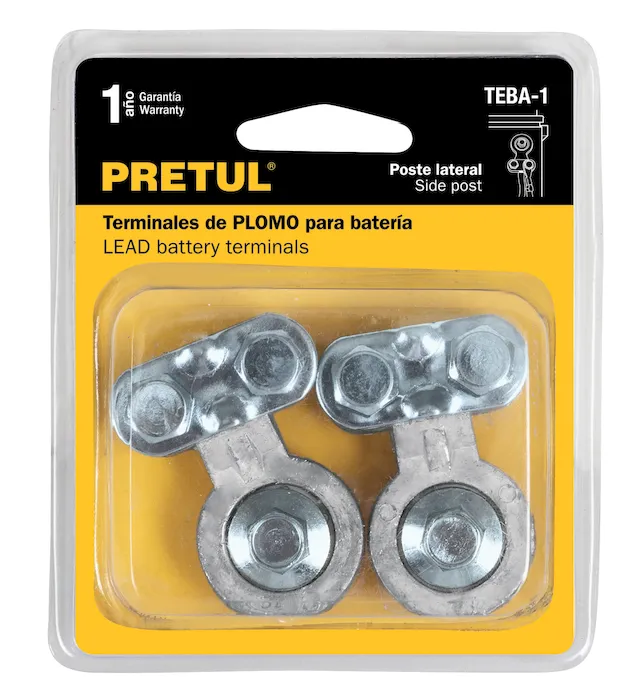 1 año Garantía
Warranty
TEBA-1
PRETUL®
Poste lateral
Side post
Terminales de PLOMO para batería
LEAD battery terminals